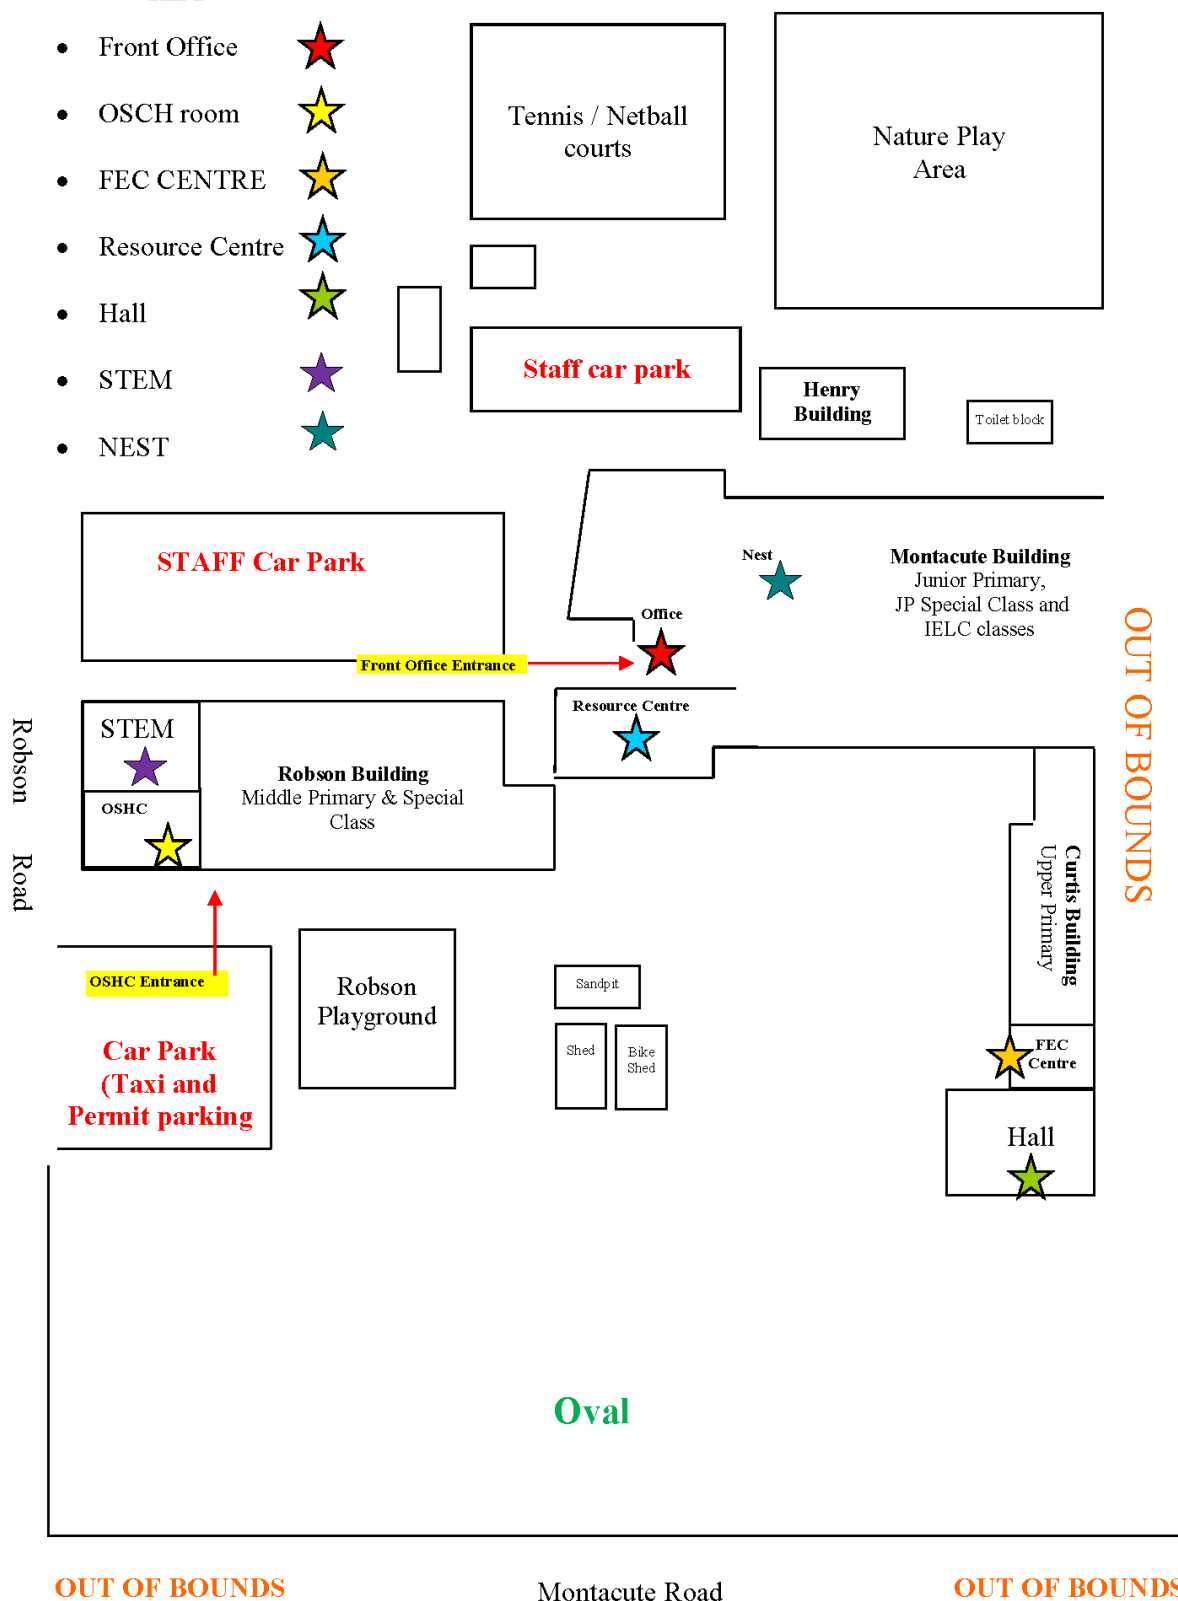 • Front Office
• OSCH room
• FEC CENTRE
• Resource Centre
• Hall
• STEM
• NEST
Tennis / Netball
courts
Nature Play
Area
Staff car park
Henry
Building
Toilet block
STAFF Car Park
Nest
Montacute Building
Junior Primary,
JP Special Class and
IELC classes
Office
Front Office Entrance
Resource Centre
STEM
OSHC
Robson Building
Middle Primary & Special
Class
Robson Road
OUT OF BOUNDS
Curtis Building
Upper Primary
OSHC Entrance
Car Park
(Taxi and
Permit parking
Robson
Playground
Sandpit
Shed
Bike
Shed
FEC
Centre
Hall
Oval
OUT OF BOUNDS
Montacute Road
OUT OF BOUNDS